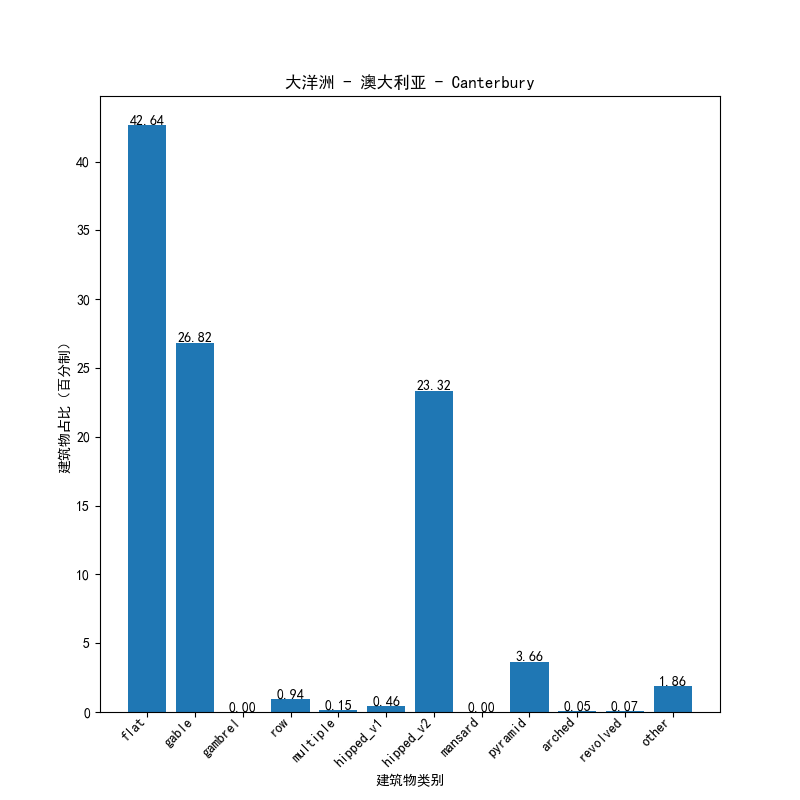 大洋洲 - 澳大利亚 - Canterbury
建筑物占比（百分制）
40
35
30
25
20
15
10
5
0
42.64
26.82
0.00
0.94
0.15
0.46
23.32
0.00
3.66
0.05
0.07
1.86
flat
gable
gambrel
row
multiple
hipped_v1
hipped_v2
mansard
pyramid
arched
revolved
other
建筑物类别